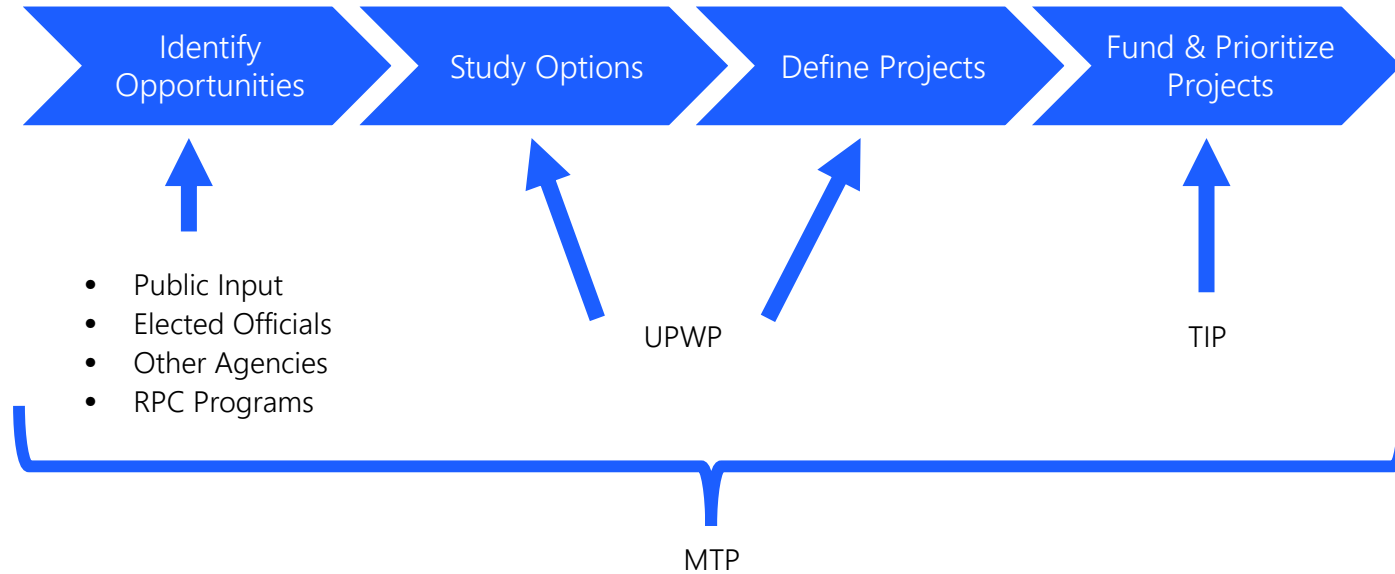 Identify
Opportunities
Study Options
Define Projects
Fund & Prioritize
Projects
• Public Input
• Elected Officials
• Other Agencies
• RPC Programs
UPWP
TIP
MTP